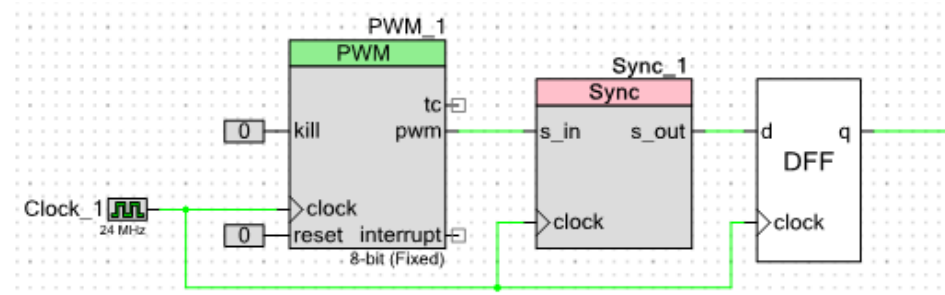 PWM_1
PWM
tc
0
kill
pwm
Clock_1
24 MHz
clock
0
reset
interrupt
8-bit (Fixed)
Sync_1
Sync
s_in
s_out
clock
d
q
DFF
clock